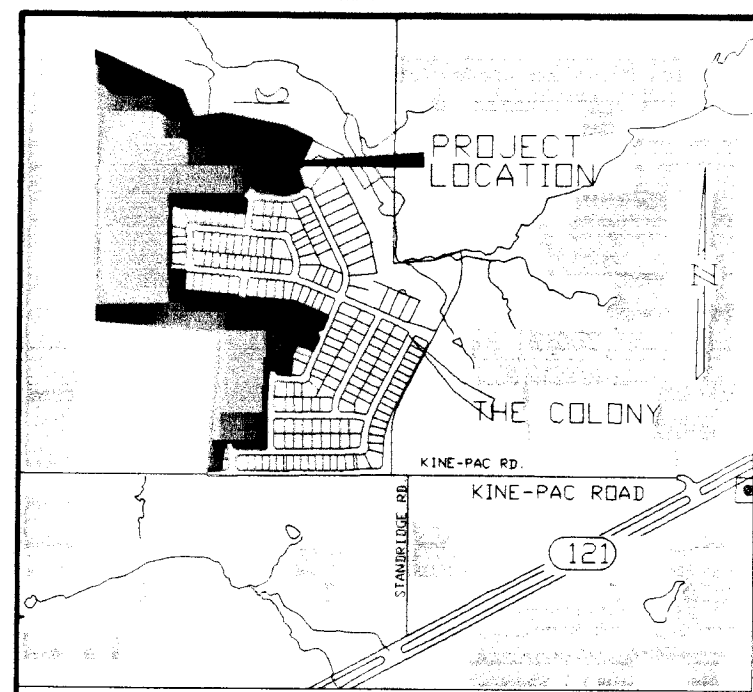 PROJECT
LOCATION
N
THE COLONY
KINE-PAC RD.
KINE-PAC ROAD
STANDRIDGE RD.
121